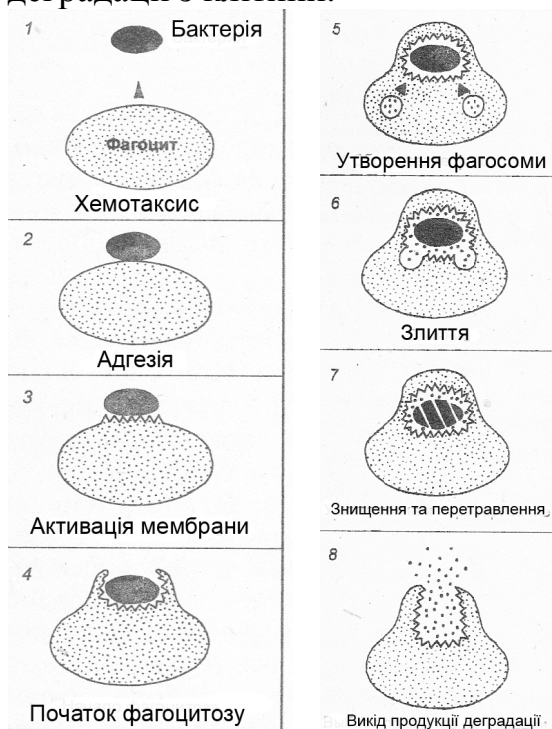 1
Бактерія
Фагоцит
Хемотаксис
2
Адгезія
3
Активація мембрани
4
Початок фагоцитозу
5
Утворення фагосоми
6
Злиття
7
Знищення та перетравлення
8
Викід продукції деградації